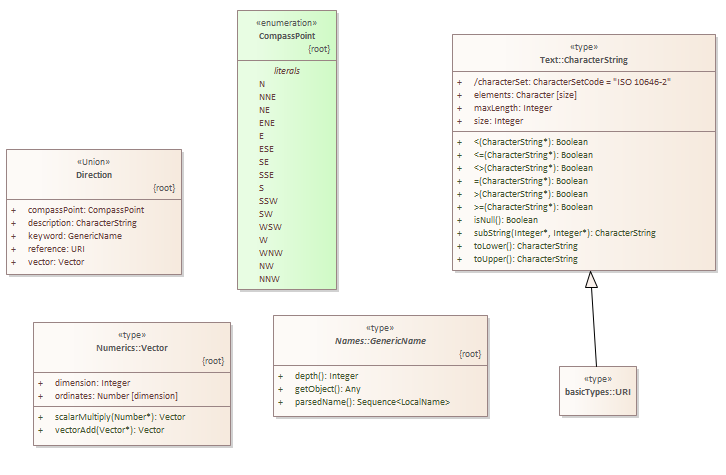 «enumeration»
CompassPoint
{root}
literals
N
NNE
NE
ENE
E
ESE
SE
SSE
S
SSW
SW
WSW
W
WNW
NW
NNW
«type»
Text::CharacterString
+ /characterSet: CharacterSetCode = "ISO 10646-2"
+ elements: Character [size]
+ maxLength: Integer
+ size: Integer
+ <(CharacterString*): Boolean
+ <=(CharacterString*): Boolean
+ <>(CharacterString*): Boolean
+ =(CharacterString*): Boolean
+ >(CharacterString*): Boolean
+ >=(CharacterString*): Boolean
+ isNull(): Boolean
+ subString(Integer*, Integer*): CharacterString
+ toLower(): CharacterString
+ toUpper(): CharacterString
«Union»
Direction
{root}
+ compassPoint: CompassPoint
+ description: CharacterString
+ keyword: GenericName
+ reference: URI
+ vector: Vector
«type»
Numerics::Vector
{root}
+ dimension: Integer
+ ordinates: Number [dimension]
+ scalarMultiply(Number*): Vector
+ vectorAdd(Vector*): Vector
«type»
Names::GenericName
{root}
+ depth(): Integer
+ getObject(): Any
+ parsedName(): Sequence<LocalName>
«type»
basicTypes::URI